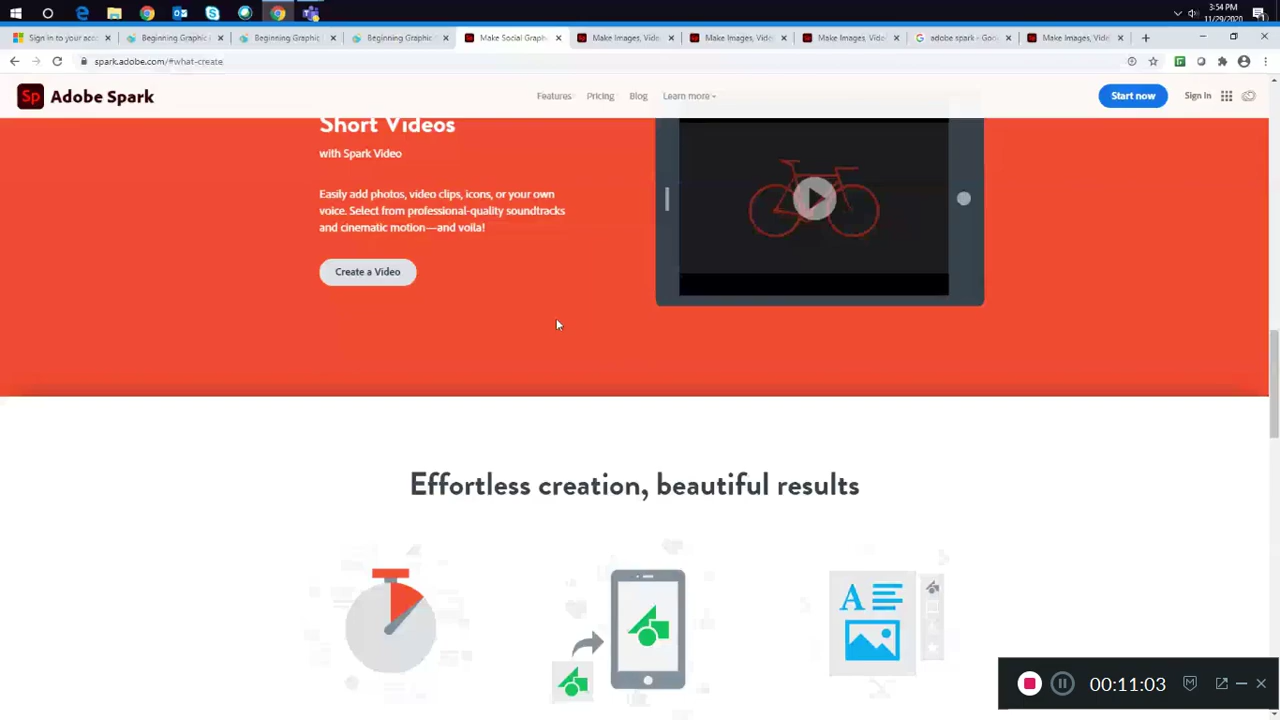 3:54 PM
11/29/2020
Sign in to your acc
Beginning Graphic
Beginning Graphic
Beginning Graphic
Make Social Graph
Make Images, Vide
Make Images, Vide
Make Images, Vide
adobe spark - Goo
Make Images, Vide
spark.adobe.com/#what-create
Sp Adobe Spark
Features
Pricing
Blog
Learn more
Start now
Sign In
Short Videos
with Spark Video
Easily add photos, video clips, icons, or your own
voice. Select from professional-quality soundtracks
and cinematic motion—and voila!
Create a Video
Effortless creation, beautiful results
A
00:11:03